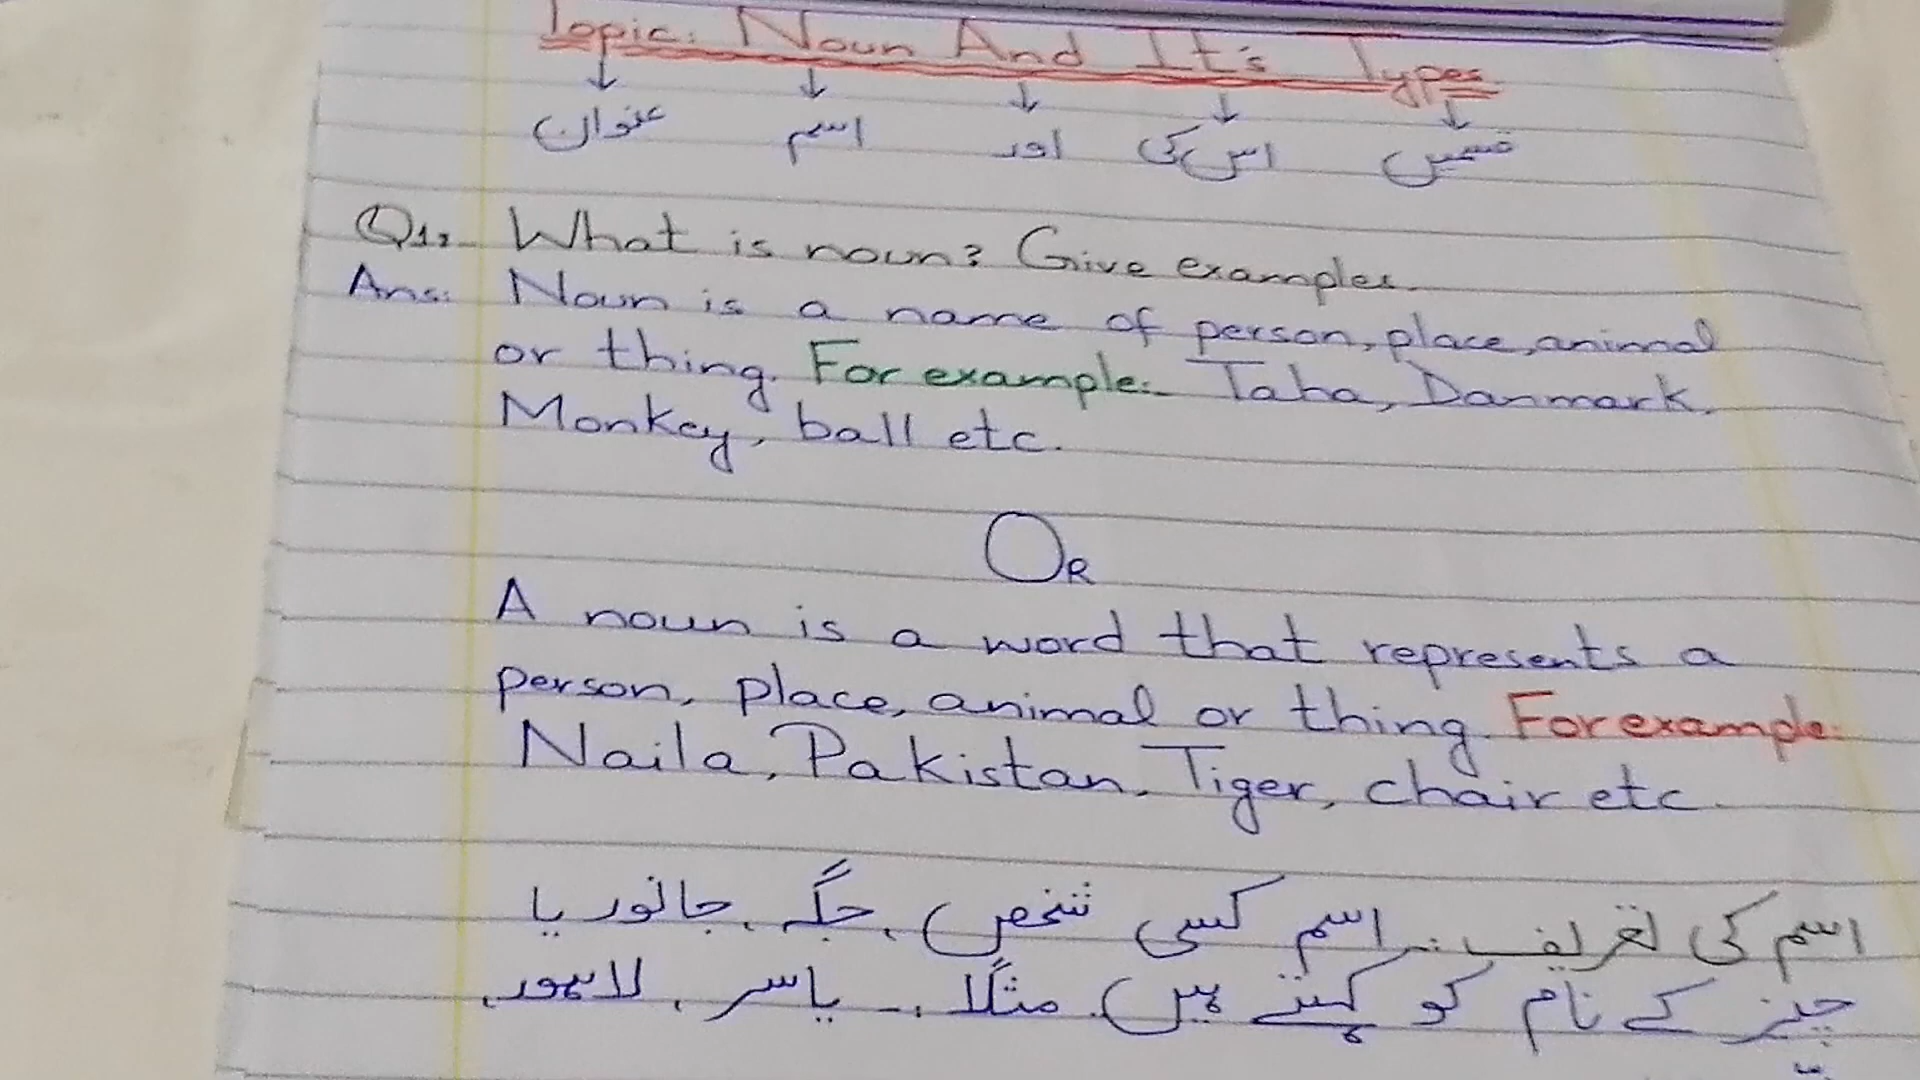 Topic: Noun And It's Types
عنوان اسم اور اس کی قسمیں
Q1:- What is noun? Give examples.
Ans: Noun is a name of person, place, animal
or thing. For example:- Taha, Danmark,
Monkey, ball etc.
OR
A noun is a word that represents a
person, place, animal or thing. For example:
Naila, Pakistan, Tiger, chair etc.
اسم کی تعریف:۔ اسم کسی شخص، جگہ، جانور یا
چیز کے نام کو کہتے ہیں۔ مثلاً:۔ یاسر، لاہور،